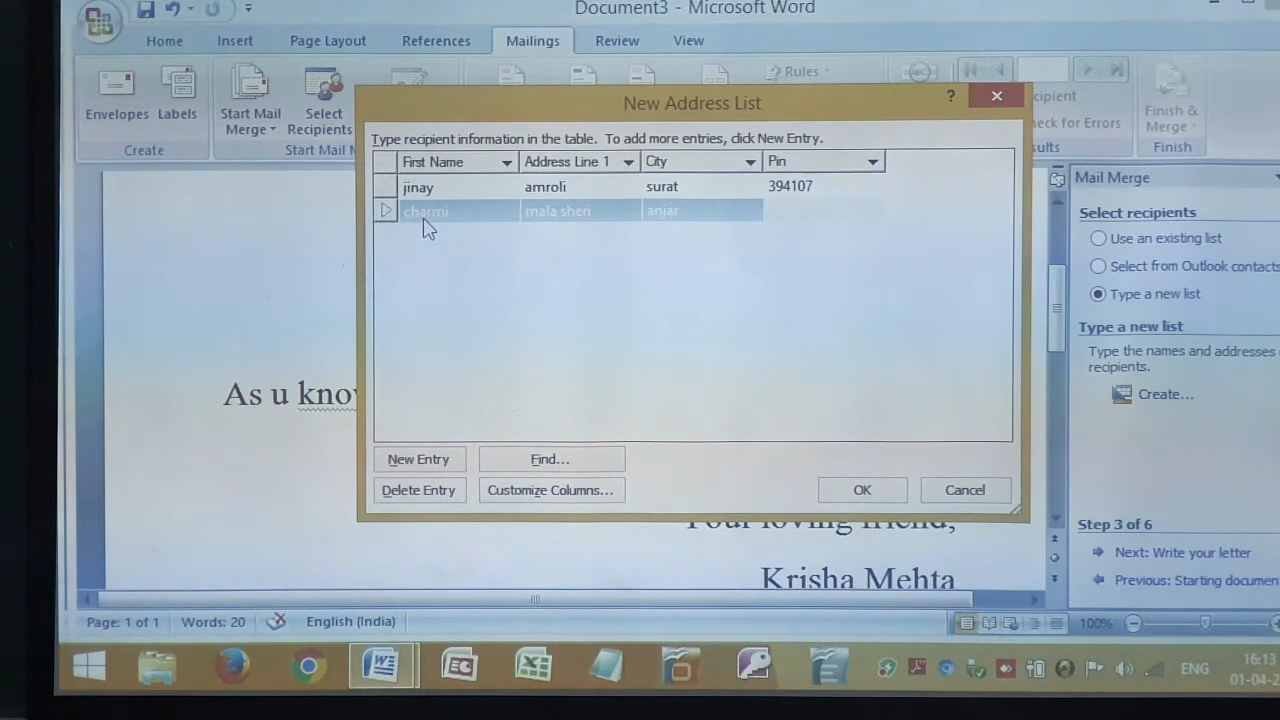 Document3 - Microsoft Word
Home Insert Page Layout References Mailings Review View
Envelopes Labels
Start Mail Merge
Select Recipients
Rules
Finish & Merge
Create
Start Mail M
Finish
cipient
eck for Errors
sults
New Address List
?
Type recipient information in the table. To add more entries, click New Entry.
First Name Address Line 1 City Pin
jinay amroli surat 394107
charmi mala sheri anjar
New Entry Find...
Delete Entry Customize Columns... OK Cancel
Mail Merge
Select recipients
Use an existing list
Select from Outlook contacts
Type a new list
Type a new list
Type the names and addresses
recipients.
Create...
Step 3 of 6
Next: Write your letter
Previous: Starting documen
As u know
Your loving friend,
Krisha Mehta
Page: 1 of 1 Words: 20 English (India) 100%
ENG 16:13
01-04-2